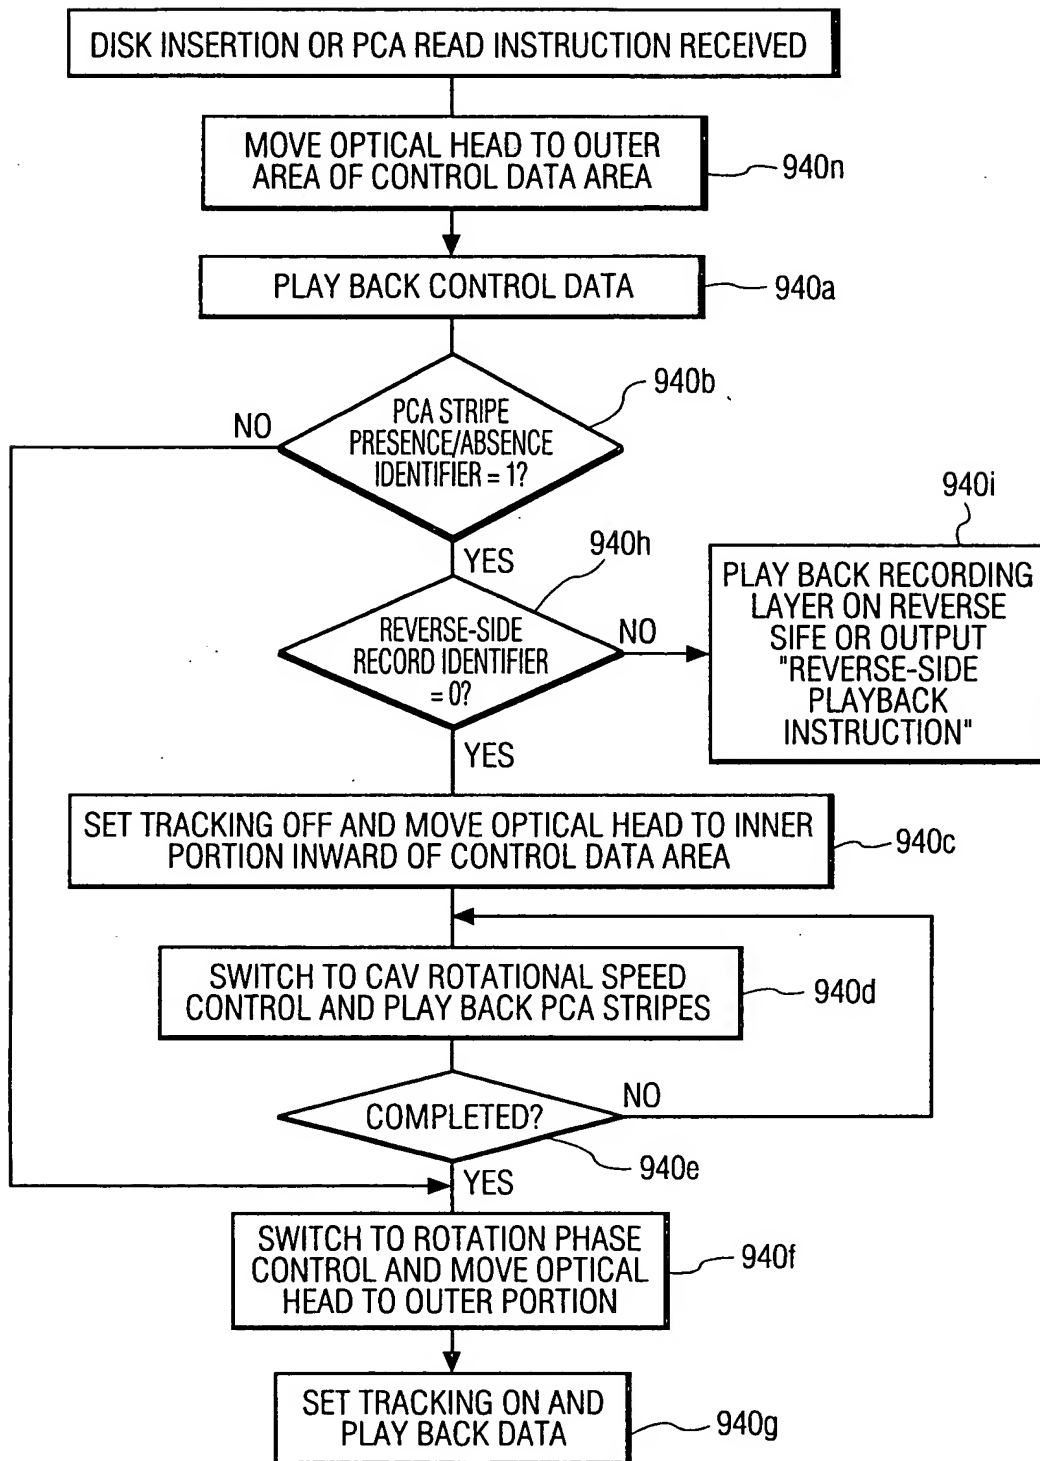 DISK INSERTION OR PCA READ INSTRUCTION RECEIVED
MOVE OPTICAL HEAD TO OUTER
AREA OF CONTROL DATA AREA
940n
PLAY BACK CONTROL DATA
940a
940b
PCA STRIPE
PRESENCE/ABSENCE
IDENTIFIER = 1?
NO
YES
940h
REVERSE-SIDE
RECORD IDENTIFIER
= 0?
NO
YES
940i
PLAY BACK RECORDING
LAYER ON REVERSE
SIFE OR OUTPUT
"REVERSE-SIDE
PLAYBACK
INSTRUCTION"
SET TRACKING OFF AND MOVE OPTICAL HEAD TO INNER
PORTION INWARD OF CONTROL DATA AREA
940c
SWITCH TO CAV ROTATIONAL SPEED
CONTROL AND PLAY BACK PCA STRIPES
940d
COMPLETED?
NO
940e
YES
SWITCH TO ROTATION PHASE
CONTROL AND MOVE OPTICAL
HEAD TO OUTER PORTION
940f
SET TRACKING ON AND
PLAY BACK DATA
940g